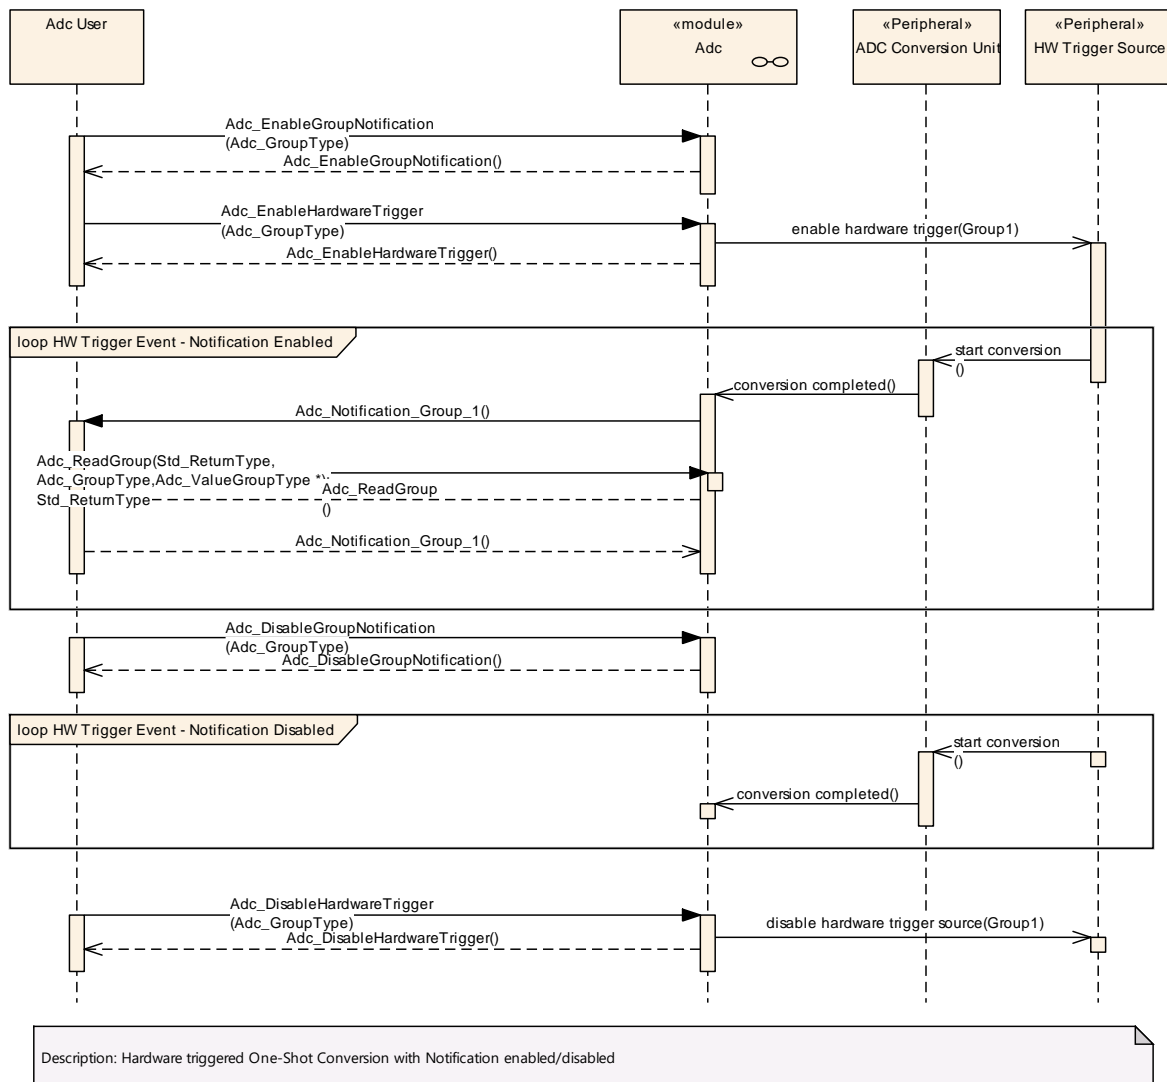 Adc User
«module»
Adc
«Peripheral»
ADC Conversion Unit
«Peripheral»
HW Trigger Source
Adc_EnableGroupNotification
(Adc_GroupType)
Adc_EnableGroupNotification()
Adc_EnableHardwareTrigger
(Adc_GroupType)
enable hardware trigger(Group1)
Adc_EnableHardwareTrigger()
loop HW Trigger Event - Notification Enabled
start conversion
()
conversion completed()
Adc_Notification_Group_1()
Adc_ReadGroup(Std_ReturnType,
Adc_GroupType,Adc_ValueGroupType *):
Std_ReturnType
Adc_ReadGroup
()
Adc_Notification_Group_1()
Adc_DisableGroupNotification
(Adc_GroupType)
Adc_DisableGroupNotification()
loop HW Trigger Event - Notification Disabled
start conversion
()
conversion completed()
Adc_DisableHardwareTrigger
(Adc_GroupType)
disable hardware trigger source(Group1)
Adc_DisableHardwareTrigger()
Description: Hardware triggered One-Shot Conversion with Notification enabled/disabled